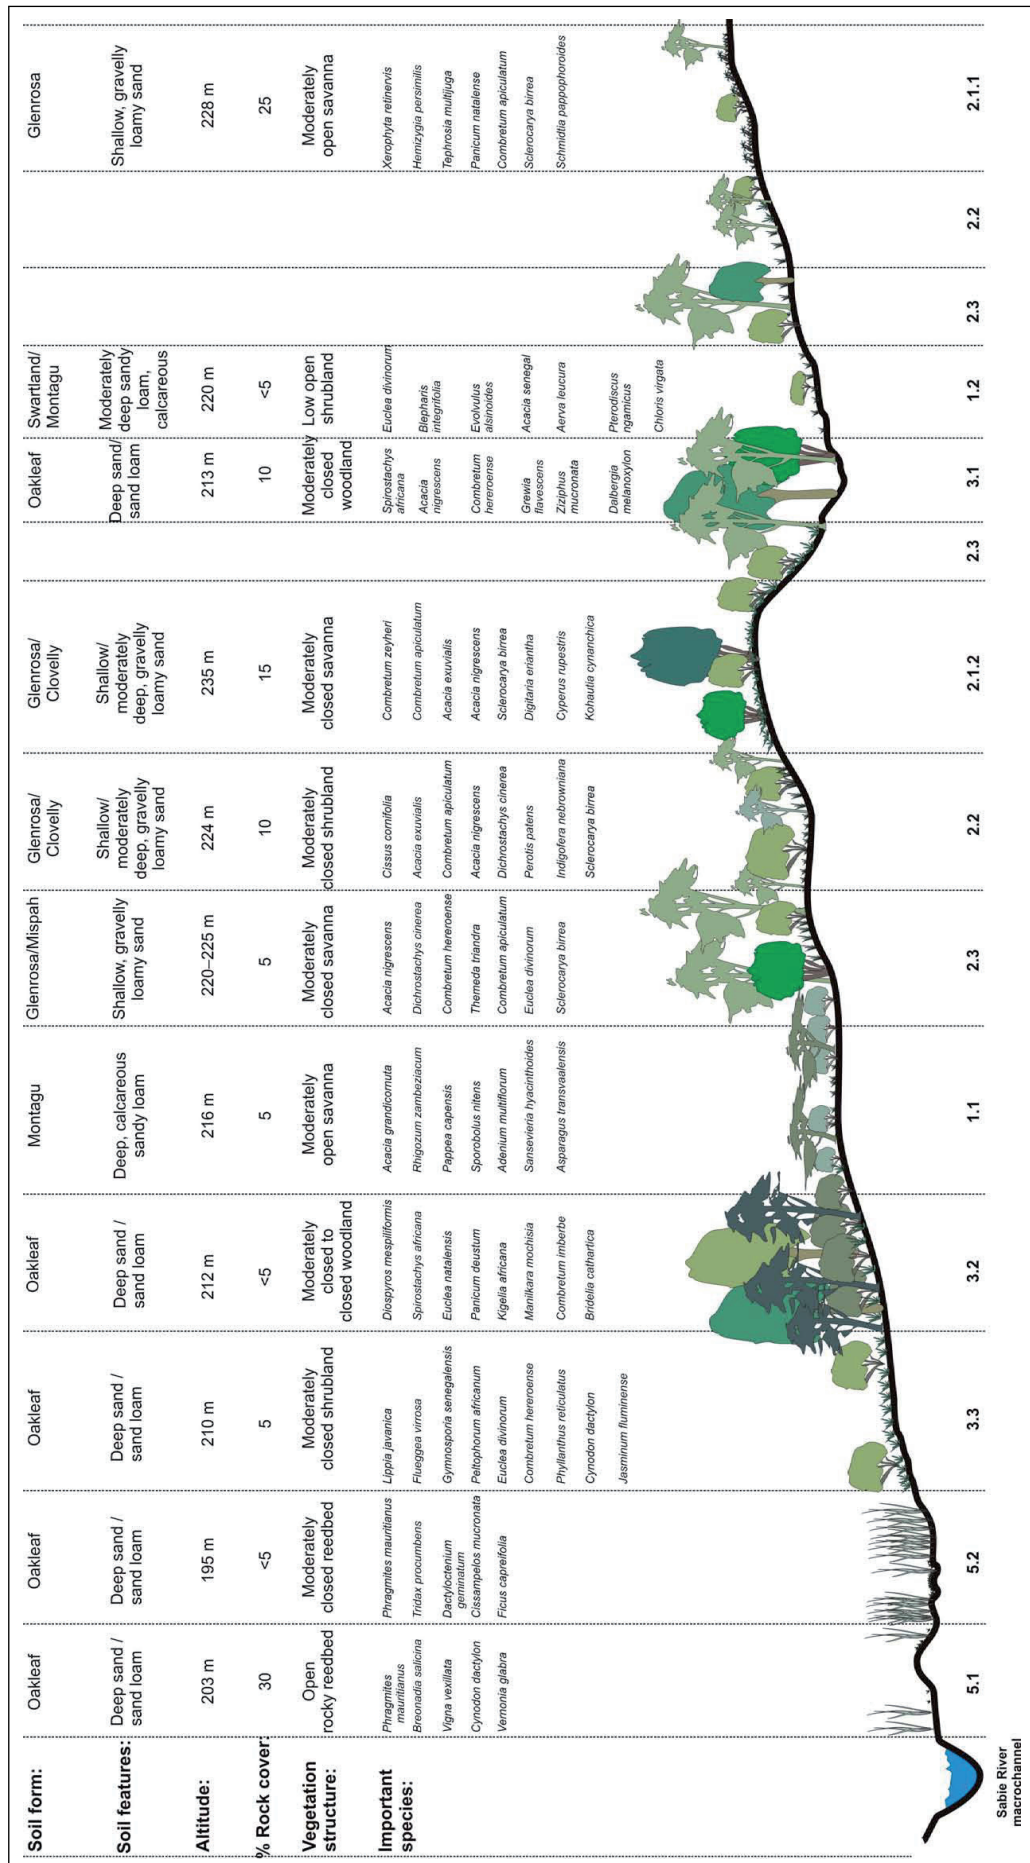 Soil form:
Oakleaf
Oakleaf
Oakleaf
Oakleaf
Montagu
Glenrosa/Mispah
Glenrosa/
Clovelly
Glenrosa/
Clovelly
Oakleaf
Swartland/
Montagu
Glenrosa
Soil features:
Deep sand /
sand loam
Deep sand /
sand loam
Deep sand /
sand loam
Deep sand /
sand loam
Deep, calcareous
sandy loam
Shallow, gravelly
loamy sand
Shallow/
moderately
deep, gravelly
loamy sand
Shallow/
moderately
deep, gravelly
loamy sand
Deep sand/
sand loam
Moderately
deep sandy
loam,
calcareous
Shallow, gravelly
loamy sand
Altitude:
203 m
195 m
210 m
212 m
216 m
220–225 m
224 m
235 m
213 m
220 m
228 m
% Rock cover:
30
<5
5
<5
5
5
10
15
10
<5
25
Vegetation
structure:
Open
rocky reedbed
Moderately
closed reedbed
Moderately
closed shrubland
Moderately
closed to
closed woodland
Moderately
open savanna
Moderately
closed savanna
Moderately
closed shrubland
Moderately
closed savanna
Moderately
closed
woodland
Low open
shrubland
Moderately
open savanna
Important
species:
Phragmites
mauritianus
Breonadia salicina
Vigna vexillata
Cynodon dactylon
Vernonia glabra
Phragmites mauritianus
Tridax procumbens
Dactyloctenium
geminatum
Cissampelos mucronata
Ficus capreifolia
Lippia javanica
Flueggea virrosa
Gymnosporia senegalensis
Peltophorum africanum
Euclea divinorum
Combretum hereroense
Phyllanthus reliculatus
Cynodon dactylon
Jasminum fluminense
Diospyros mespiliformis
Spirostachys africana
Euclea natalensis
Panicum deustum
Kigelia africana
Manilkara mochisia
Combretum imberbe
Bridelia cathartica
Acacia grandicornuta
Rhigozum zambeziacum
Pappea capensis
Sporobolus nitens
Adenium multiflorum
Sansevieria hyacinthoides
Asparagus transvaalensis
Acacia nigrescens
Dichrostachys cinerea
Combretum hereroense
Themeda triandra
Combretum apiculatum
Euclea divinorum
Sclerocarya birrea
Cissus cornifolia
Acacia exuvialis
Combretum apiculatum
Acacia nigrescens
Dichrostachys cinerea
Perotis patens
Indigofera nebrowniana
Sclerocarya birrea
Combretum zeyheri
Combretum apiculatum
Acacia exuvialis
Acacia nigrescens
Sclerocarya birrea
Digitaria eriantha
Cyperus rupestris
Kohautia cynanchica
Spirostachys
africana
Acacia
nigrescens
Combretum
hereroense
Grewia
flavescens
Ziziphus
mucronata
Dalbergia
melanoxylon
Euclea divinorum
Blepharis
integrifolia
Evolvulus
alsinoides
Acacia senegal
Aerva leucura
Pterodiscus
ngamicus
Chloris virgata
Xerophyta retinervis
Hemizygia persimilis
Tephrosia multijuga
Panicum natalense
Combretum apiculatum
Sclerocarya birrea
Schmidtia pappophoroides
5.1
5.2
3.3
3.2
1.1
2.3
2.2
2.1.2
2.3
3.1
1.2
2.3
2.2
2.1.1
Sabie River
macrochannel